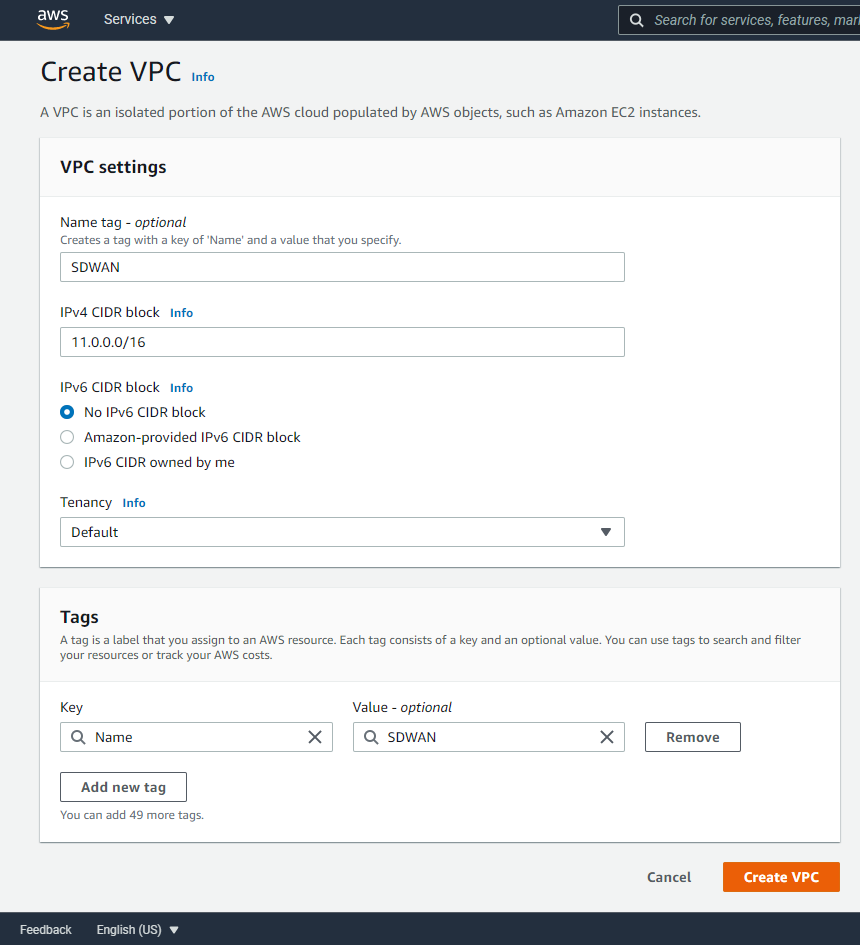 aws
Services
Search for services, features, mar
Create VPC Info
A VPC is an isolated portion of the AWS cloud populated by AWS objects, such as Amazon EC2 instances.
VPC settings
Name tag - optional
Creates a tag with a key of 'Name' and a value that you specify.
SDWAN
IPv4 CIDR block Info
11.0.0.0/16
IPv6 CIDR block Info
No IPv6 CIDR block
Amazon-provided IPv6 CIDR block
IPv6 CIDR owned by me
Tenancy Info
Default
Tags
A tag is a label that you assign to an AWS resource. Each tag consists of a key and an optional value. You can use tags to search and filter
your resources or track your AWS costs.
Key
Value - optional
Name
SDWAN
Remove
Add new tag
You can add 49 more tags.
Cancel
Create VPC
Feedback
English (US)